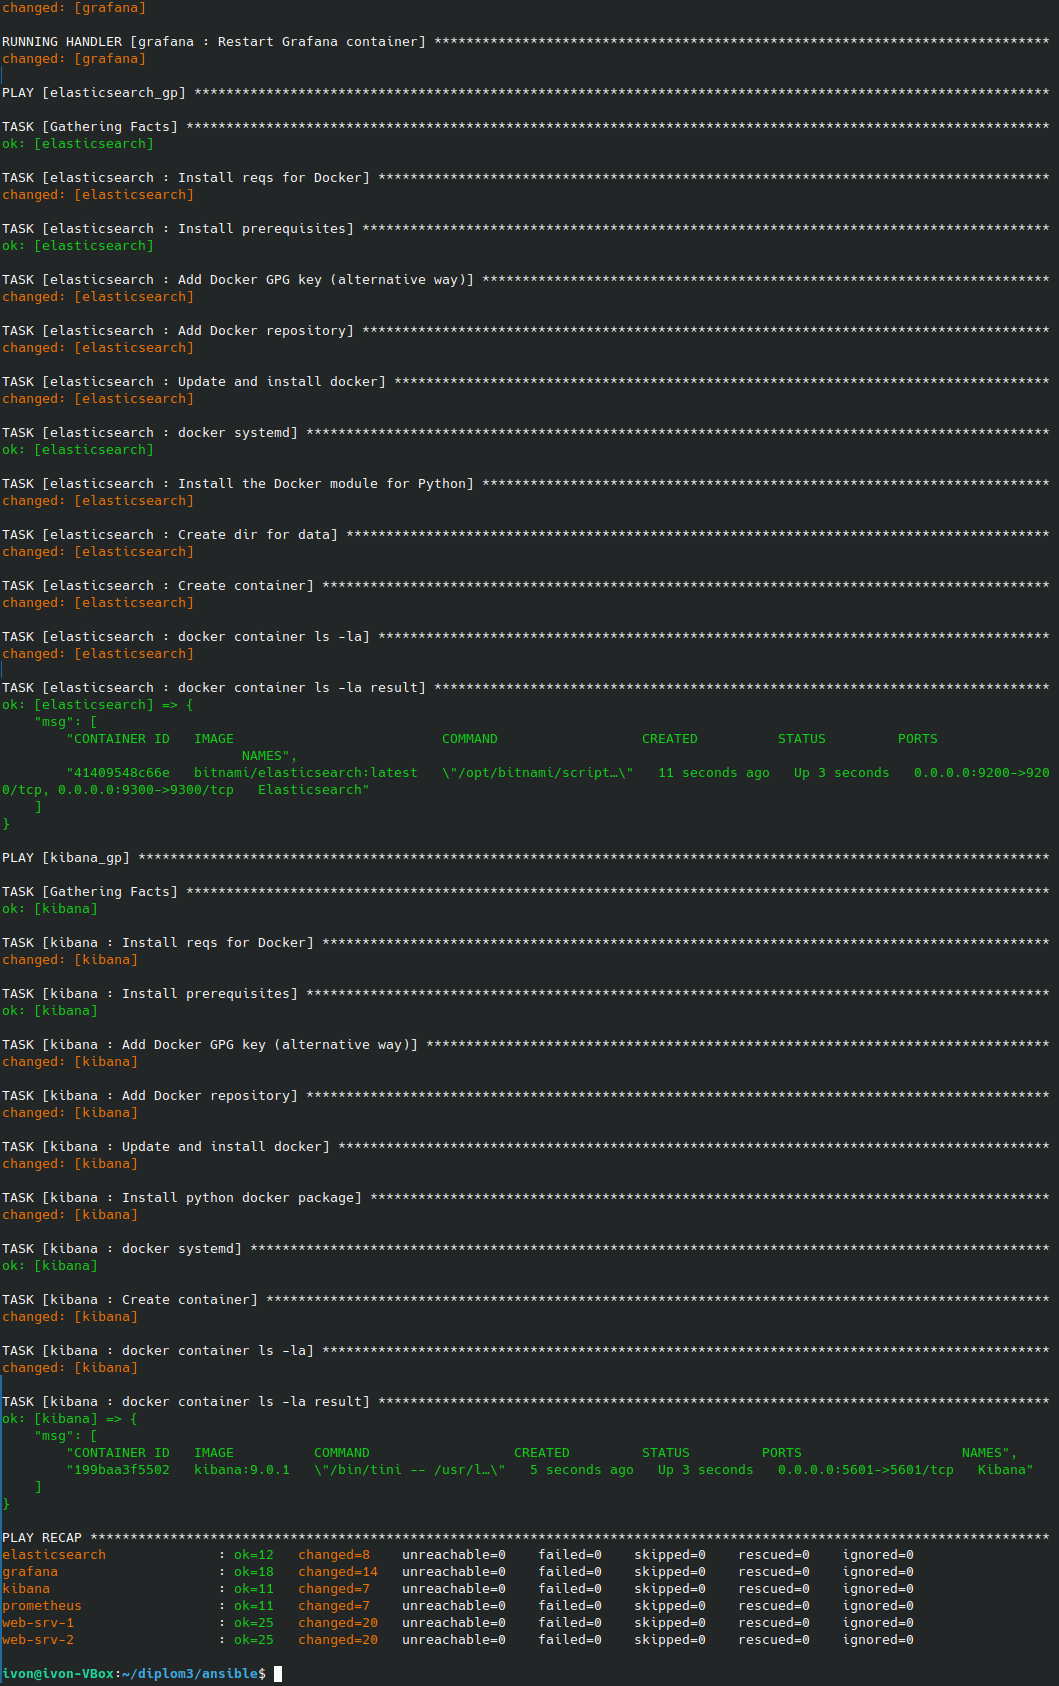 changed: [grafana]
RUNNING HANDLER [grafana : Restart Grafana container] *****************************************************************************
changed: [grafana]
PLAY [elasticsearch_gp] ***********************************************************************************************************
TASK [Gathering Facts] ************************************************************************************************************
ok: [elasticsearch]
TASK [elasticsearch : Install reqs for Docker] ************************************************************************************
changed: [elasticsearch]
TASK [elasticsearch : Install prerequisites] **************************************************************************************
ok: [elasticsearch]
TASK [elasticsearch : Add Docker GPG key (alternative way)] ***********************************************************************
changed: [elasticsearch]
TASK [elasticsearch : Add Docker repository] **************************************************************************************
changed: [elasticsearch]
TASK [elasticsearch : Update and install docker] **********************************************************************************
changed: [elasticsearch]
TASK [elasticsearch : docker systemd] *********************************************************************************************
ok: [elasticsearch]
TASK [elasticsearch : Install the Docker module for Python] ***********************************************************************
changed: [elasticsearch]
TASK [elasticsearch : Create dir for data] ****************************************************************************************
changed: [elasticsearch]
TASK [elasticsearch : Create container] *******************************************************************************************
changed: [elasticsearch]
TASK [elasticsearch : docker container ls -la] ************************************************************************************
changed: [elasticsearch]
TASK [elasticsearch : docker container ls -la result] *****************************************************************************
ok: [elasticsearch] => {
    "msg": [
        "CONTAINER ID   IMAGE                          COMMAND                  CREATED          STATUS         PORTS
                              NAMES",
        "41409548c66e   bitnami/elasticsearch:latest   \"/opt/bitnami/script…\"   11 seconds ago   Up 3 seconds   0.0.0.0:9200->920
0/tcp, 0.0.0.0:9300->9300/tcp   Elasticsearch"
    ]
}
PLAY [kibana_gp] ******************************************************************************************************************
TASK [Gathering Facts] ************************************************************************************************************
ok: [kibana]
TASK [kibana : Install reqs for Docker] *******************************************************************************************
changed: [kibana]
TASK [kibana : Install prerequisites] *********************************************************************************************
ok: [kibana]
TASK [kibana : Add Docker GPG key (alternative way)] ******************************************************************************
changed: [kibana]
TASK [kibana : Add Docker repository] *********************************************************************************************
changed: [kibana]
TASK [kibana : Update and install docker] *****************************************************************************************
changed: [kibana]
TASK [kibana : Install python docker package] *************************************************************************************
changed: [kibana]
TASK [kibana : docker systemd] ****************************************************************************************************
ok: [kibana]
TASK [kibana : Create container] **************************************************************************************************
changed: [kibana]
TASK [kibana : docker container ls -la] *******************************************************************************************
changed: [kibana]
TASK [kibana : docker container ls -la result] ************************************************************************************
ok: [kibana] => {
    "msg": [
        "CONTAINER ID   IMAGE          COMMAND                  CREATED         STATUS         PORTS                    NAMES",
        "199baa3f5502   kibana:9.0.1   \"/bin/tini -- /usr/l…\"   5 seconds ago   Up 3 seconds   0.0.0.0:5601->5601/tcp   Kibana"
    ]
}
PLAY RECAP ************************************************************************************************************************
elasticsearch              : ok=12   changed=8    unreachable=0    failed=0    skipped=0    rescued=0    ignored=0
grafana                    : ok=18   changed=14   unreachable=0    failed=0    skipped=0    rescued=0    ignored=0
kibana                     : ok=11   changed=7    unreachable=0    failed=0    skipped=0    rescued=0    ignored=0
prometheus                 : ok=11   changed=7    unreachable=0    failed=0    skipped=0    rescued=0    ignored=0
web-srv-1                  : ok=25   changed=20   unreachable=0    failed=0    skipped=0    rescued=0    ignored=0
web-srv-2                  : ok=25   changed=20   unreachable=0    failed=0    skipped=0    rescued=0    ignored=0
ivon@ivon-VBox:~/diplom3/ansible$